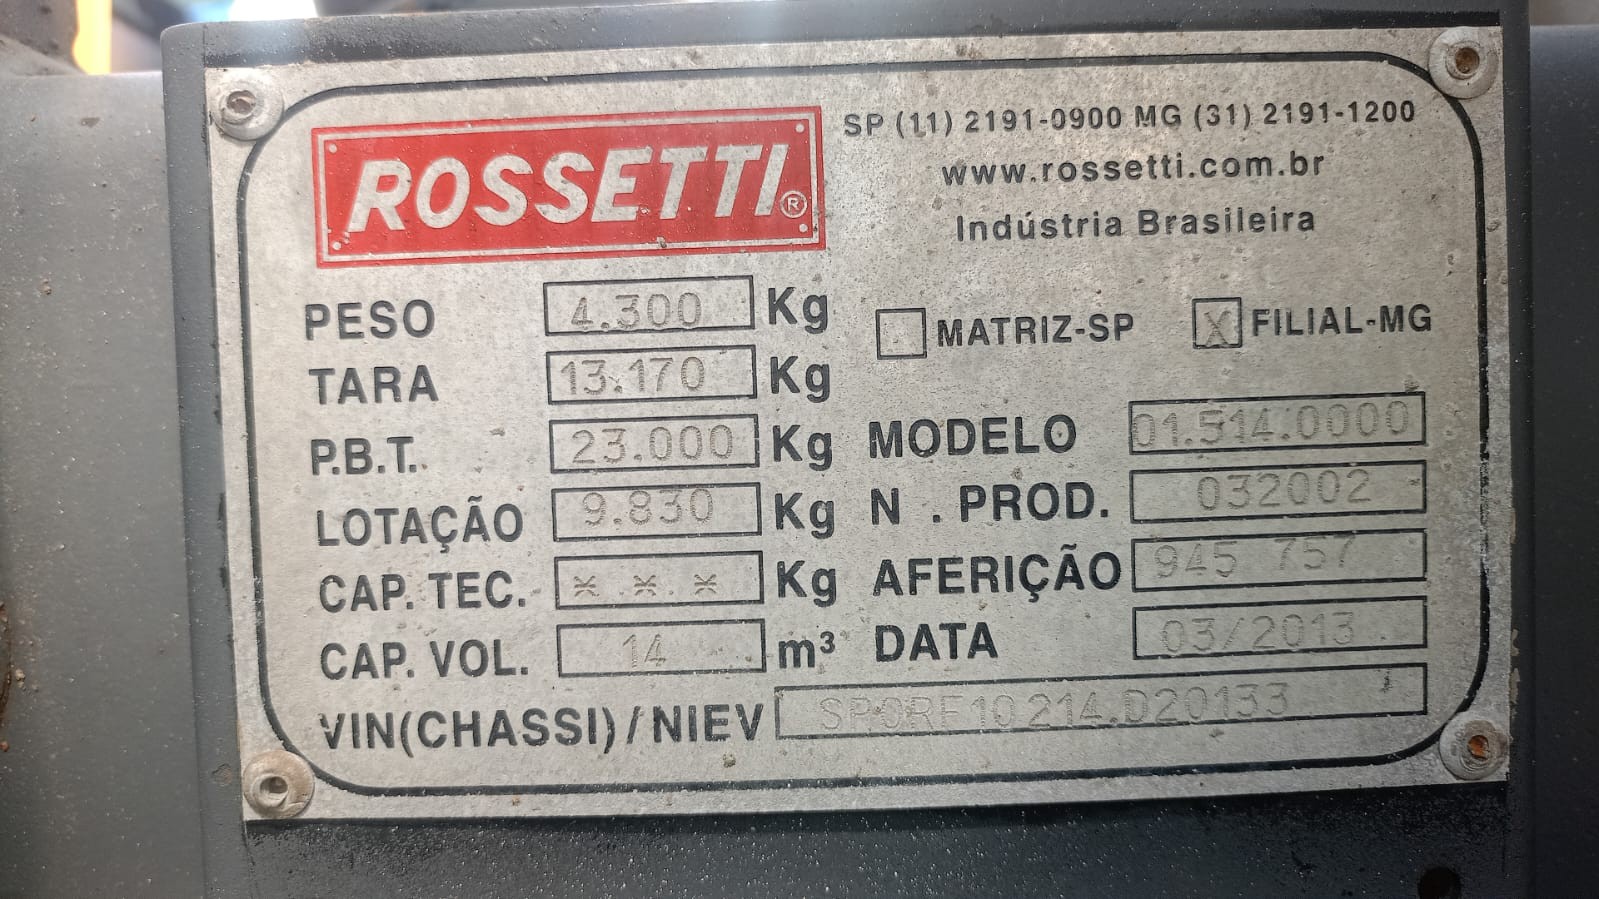 ROSSETTI®
SP (11) 2191-0900 MG (31) 2191-1200
www.rossetti.com.br
Indústria Brasileira
PESO 4.300 Kg
TARA 13.170 Kg
P.B.T. 23.000 Kg
LOTAÇÃO 9.830 Kg
CAP. TEC. * * * Kg
CAP. VOL. 14 m³
MATRIZ-SP X FILIAL-MG
MODELO 01.514.0000
N . PROD. 032002
AFERIÇÃO 945 757
DATA 03/2013
VIN(CHASSI) / NIEV